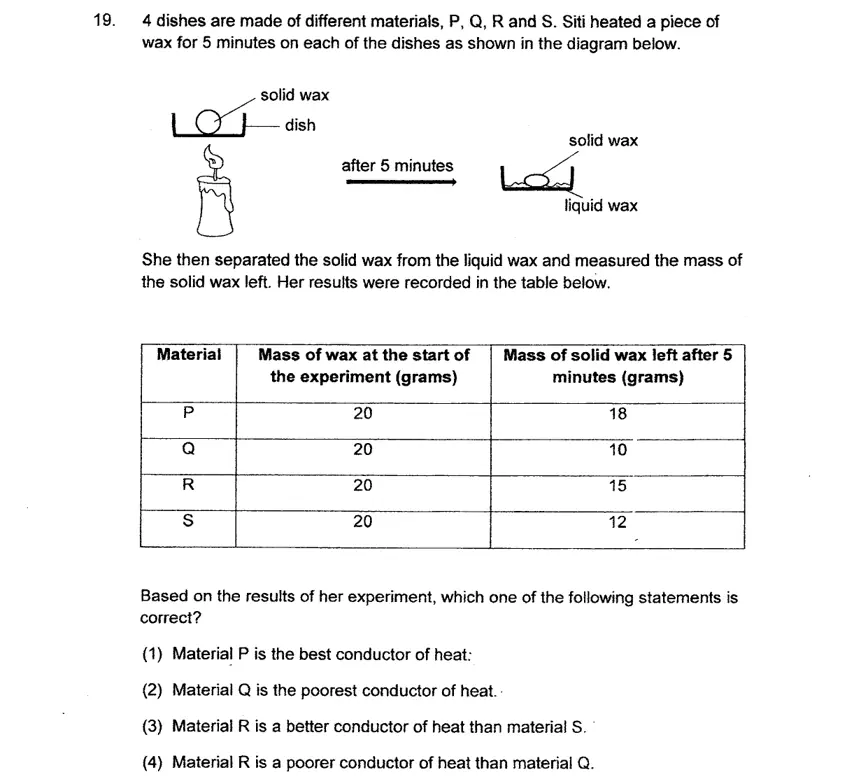 19. 4 dishes are made of different materials, P, Q, R and S. Siti heated a piece of
wax for 5 minutes on each of the dishes as shown in the diagram below.
solid wax
dish
after 5 minutes
solid wax
liquid wax
She then separated the solid wax from the liquid wax and measured the mass of
the solid wax left. Her results were recorded in the table below.
Material | Mass of wax at the start of the experiment (grams) | Mass of solid wax left after 5 minutes (grams)
P | 20 | 18
Q | 20 | 10
R | 20 | 15
S | 20 | 12
Based on the results of her experiment, which one of the following statements is
correct?
(1) Material P is the best conductor of heat.
(2) Material Q is the poorest conductor of heat.
(3) Material R is a better conductor of heat than material S.
(4) Material R is a poorer conductor of heat than material Q.